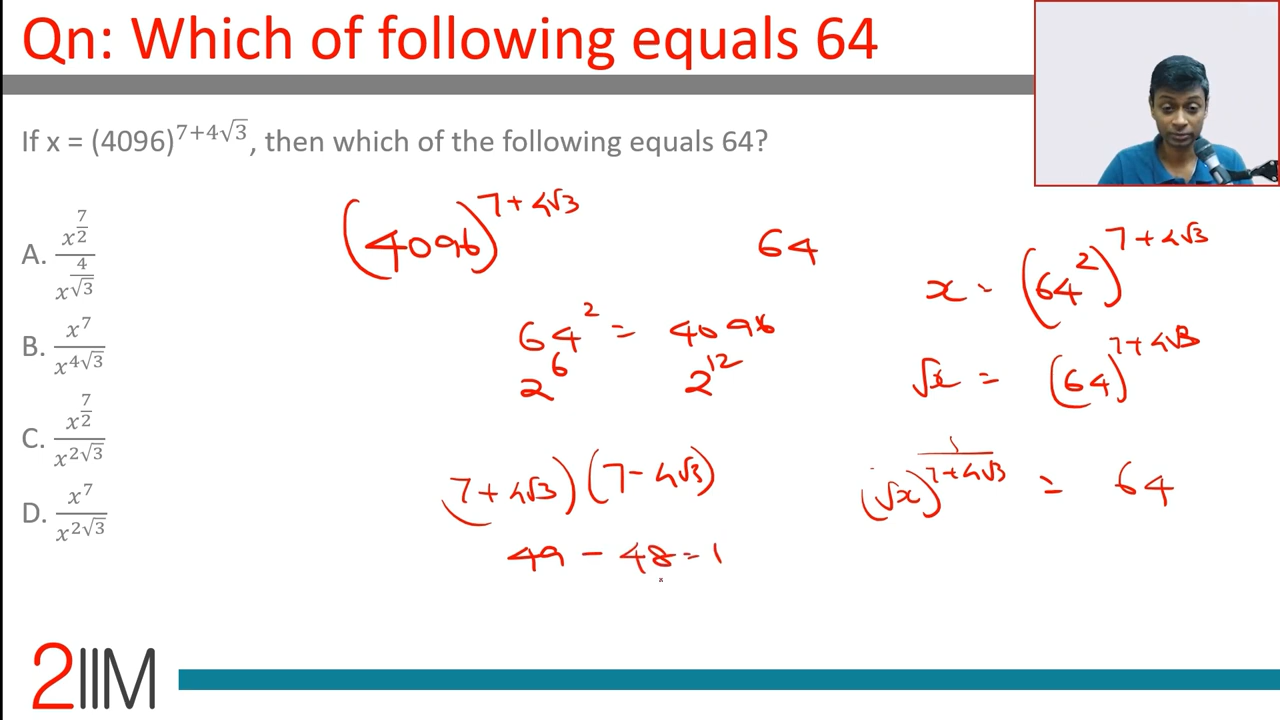 Qn: Which of following equals 64
If x = (4096)^{7+4√3}, then which of the following equals 64?
A. x^{7/2} / x^{4/√3}
B. x^7 / x^{4√3}
C. x^{7/2} / x^{2√3}
D. x^7 / x^{2√3}
(4096)^{7+4√3}
64
64^2 = 4096
2^6 2^{12}
(7+4√3)(7-4√3)
49 - 48 = 1
x = (64^2)^{7+4√3}
√x = (64)^{7+4√3}
(√x)^{1/(7+4√3)} = 64
2IIM